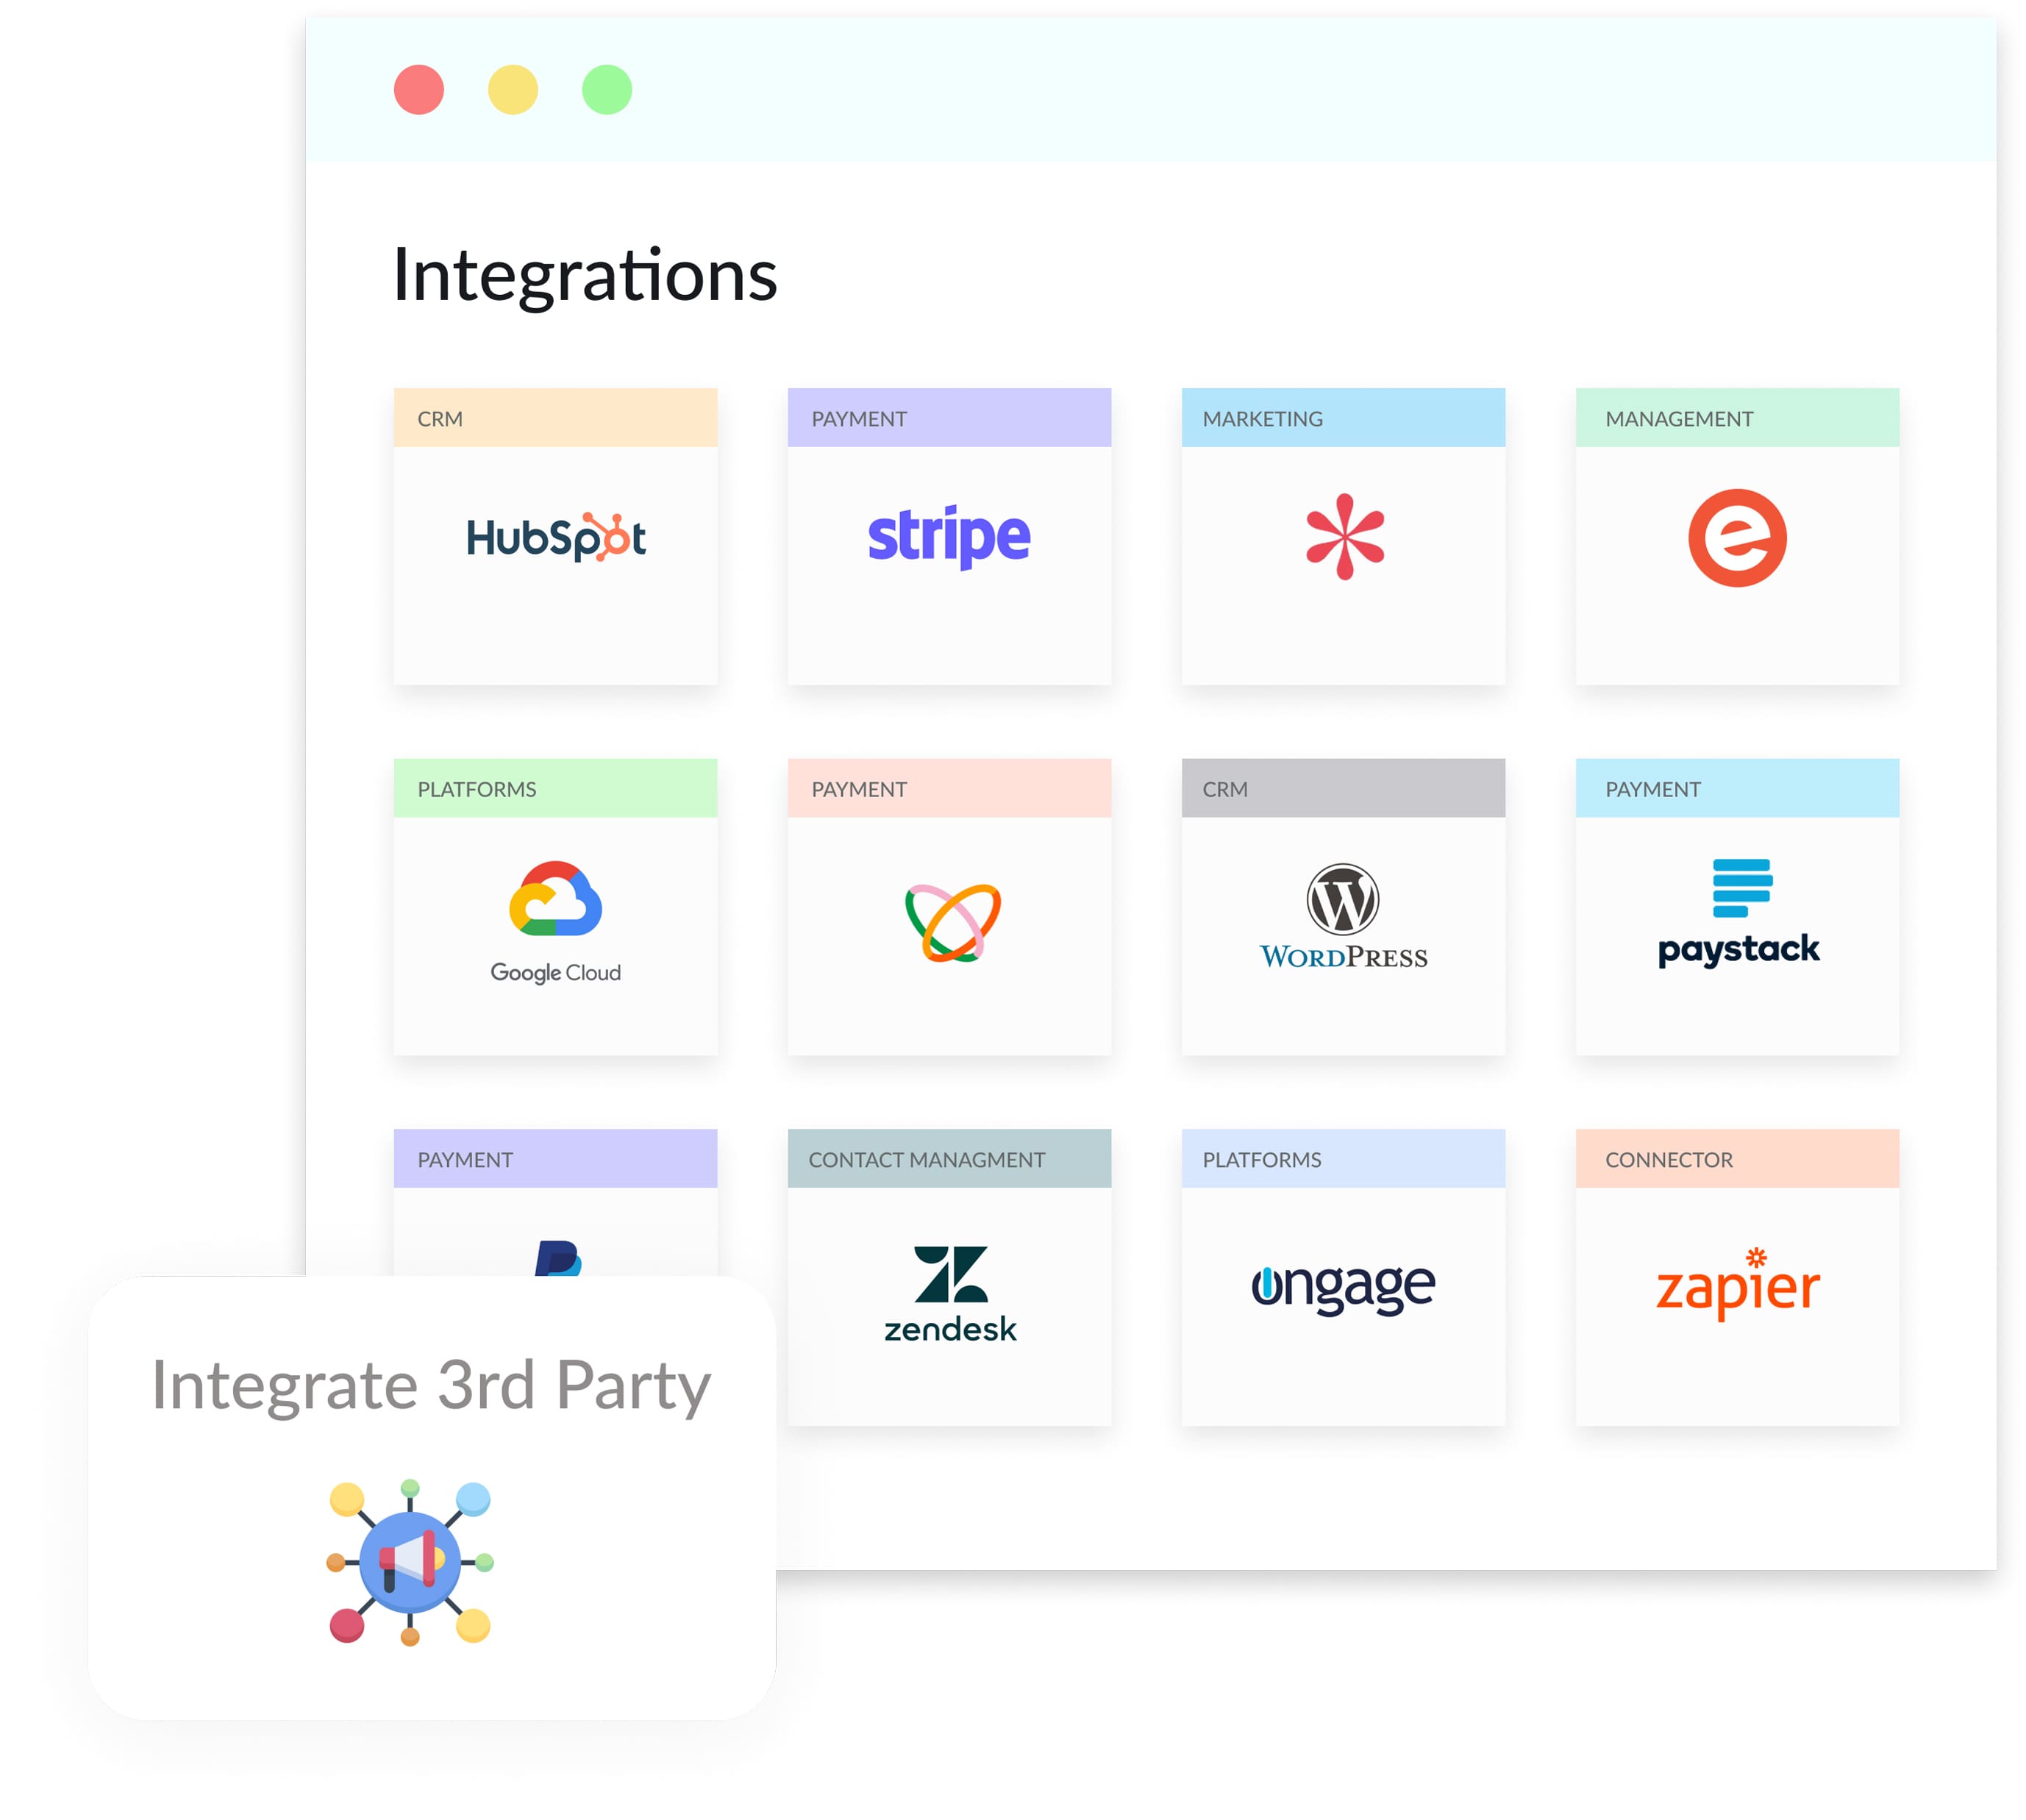 Integrations
CRM
PAYMENT
MARKETING
MANAGEMENT
HubSpot
stripe
e
PLATFORMS
PAYMENT
CRM
PAYMENT
Google Cloud
W
WORDPRESS
paystack
PAYMENT
CONTACT MANAGMENT
PLATFORMS
CONNECTOR
P
zendesk
ongage
zapier
Integrate 3rd Party